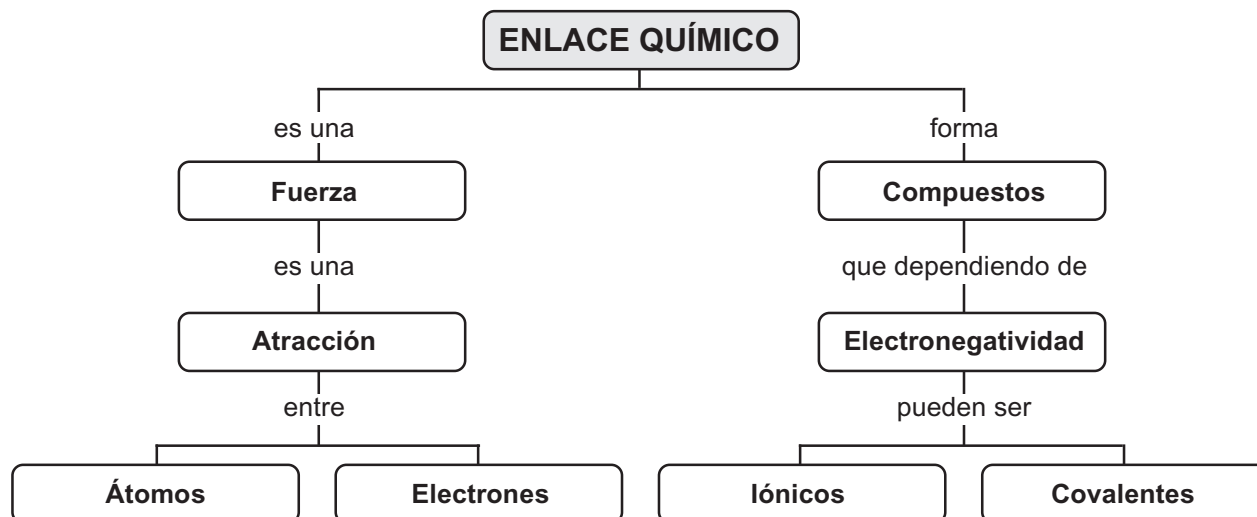 ENLACE QUÍMICO
es una
forma
Fuerza
Compuestos
es una
que dependiendo de
Atracción
Electronegatividad
entre
pueden ser
Átomos
Electrones
Iónicos
Covalentes